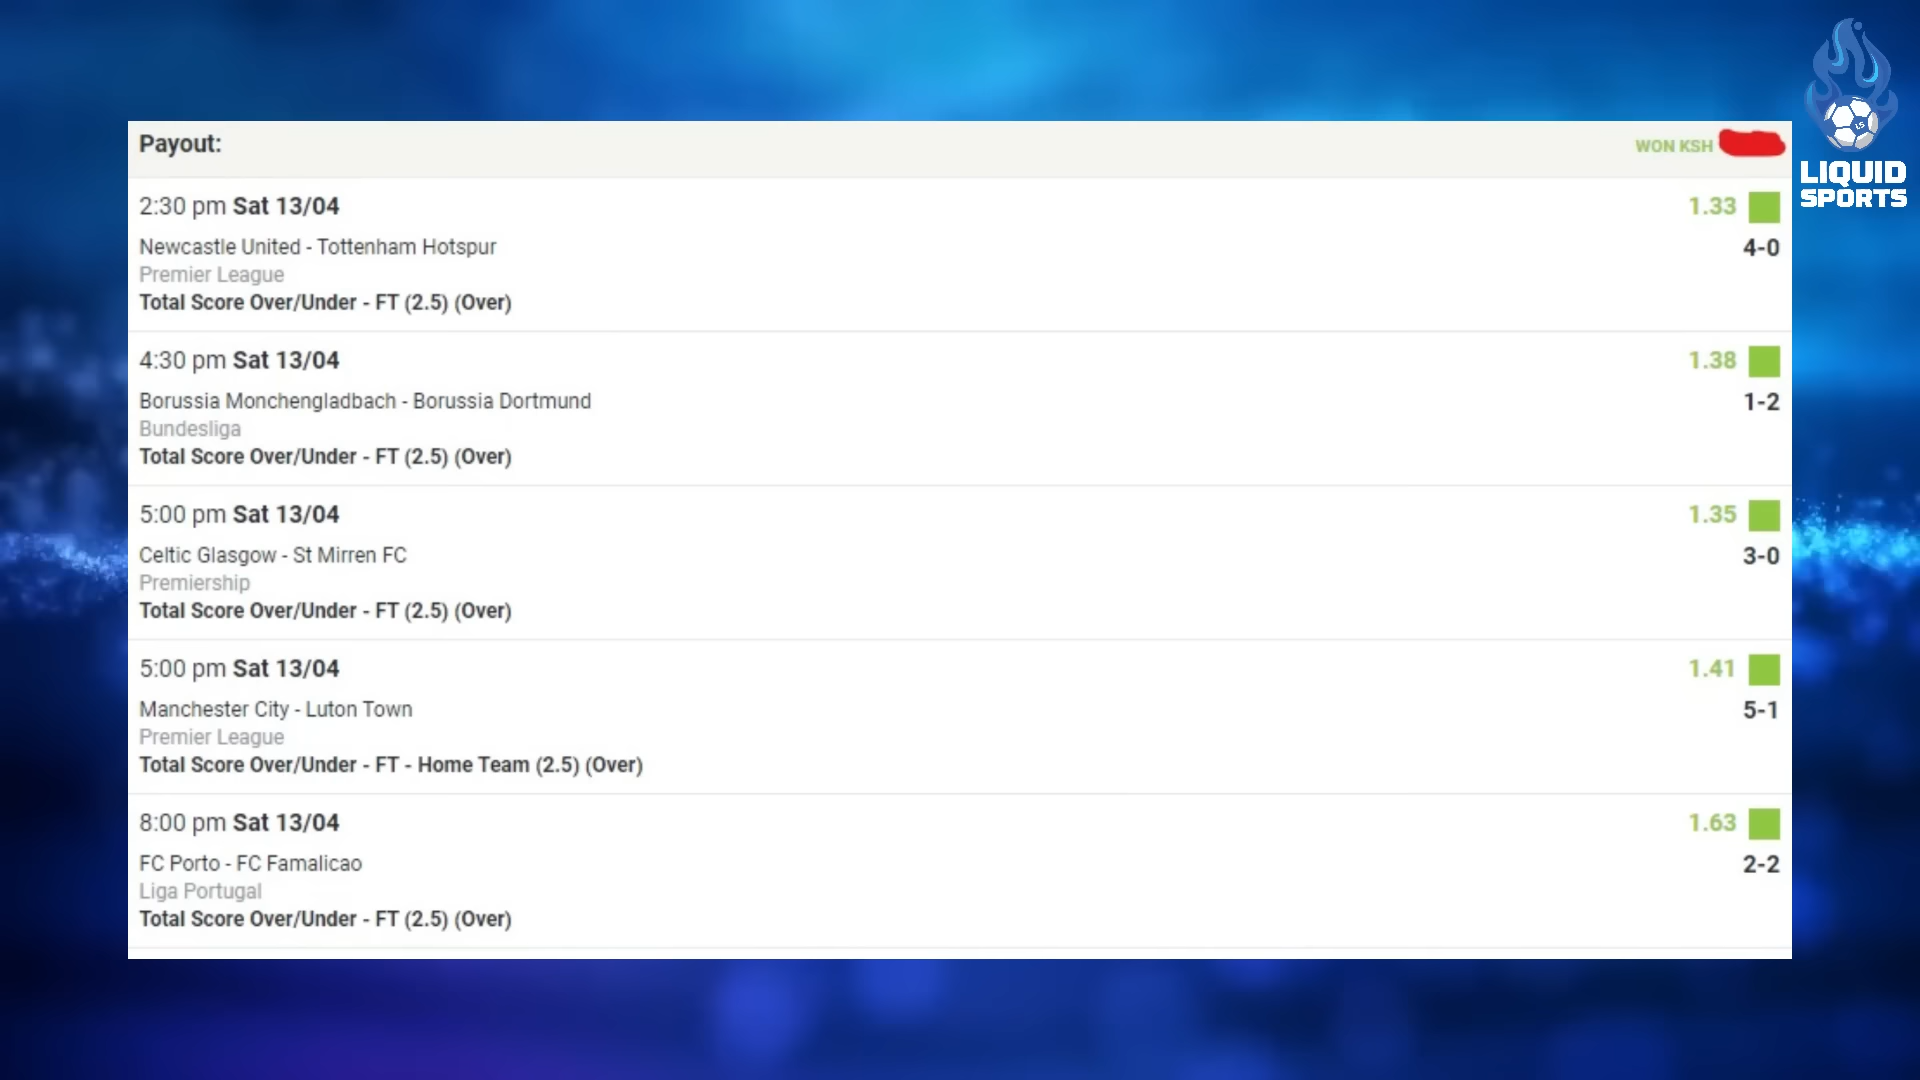 Payout:
WON KSH
LIQUID
SPORTS
2:30 pm Sat 13/04
1.33
Newcastle United - Tottenham Hotspur
4-0
Premier League
Total Score Over/Under - FT (2.5) (Over)
4:30 pm Sat 13/04
1.38
Borussia Monchengladbach - Borussia Dortmund
1-2
Bundesliga
Total Score Over/Under - FT (2.5) (Over)
5:00 pm Sat 13/04
1.35
Celtic Glasgow - St Mirren FC
3-0
Premiership
Total Score Over/Under - FT (2.5) (Over)
5:00 pm Sat 13/04
1.41
Manchester City - Luton Town
5-1
Premier League
Total Score Over/Under - FT - Home Team (2.5) (Over)
8:00 pm Sat 13/04
1.63
FC Porto - FC Famalicao
2-2
Liga Portugal
Total Score Over/Under - FT (2.5) (Over)